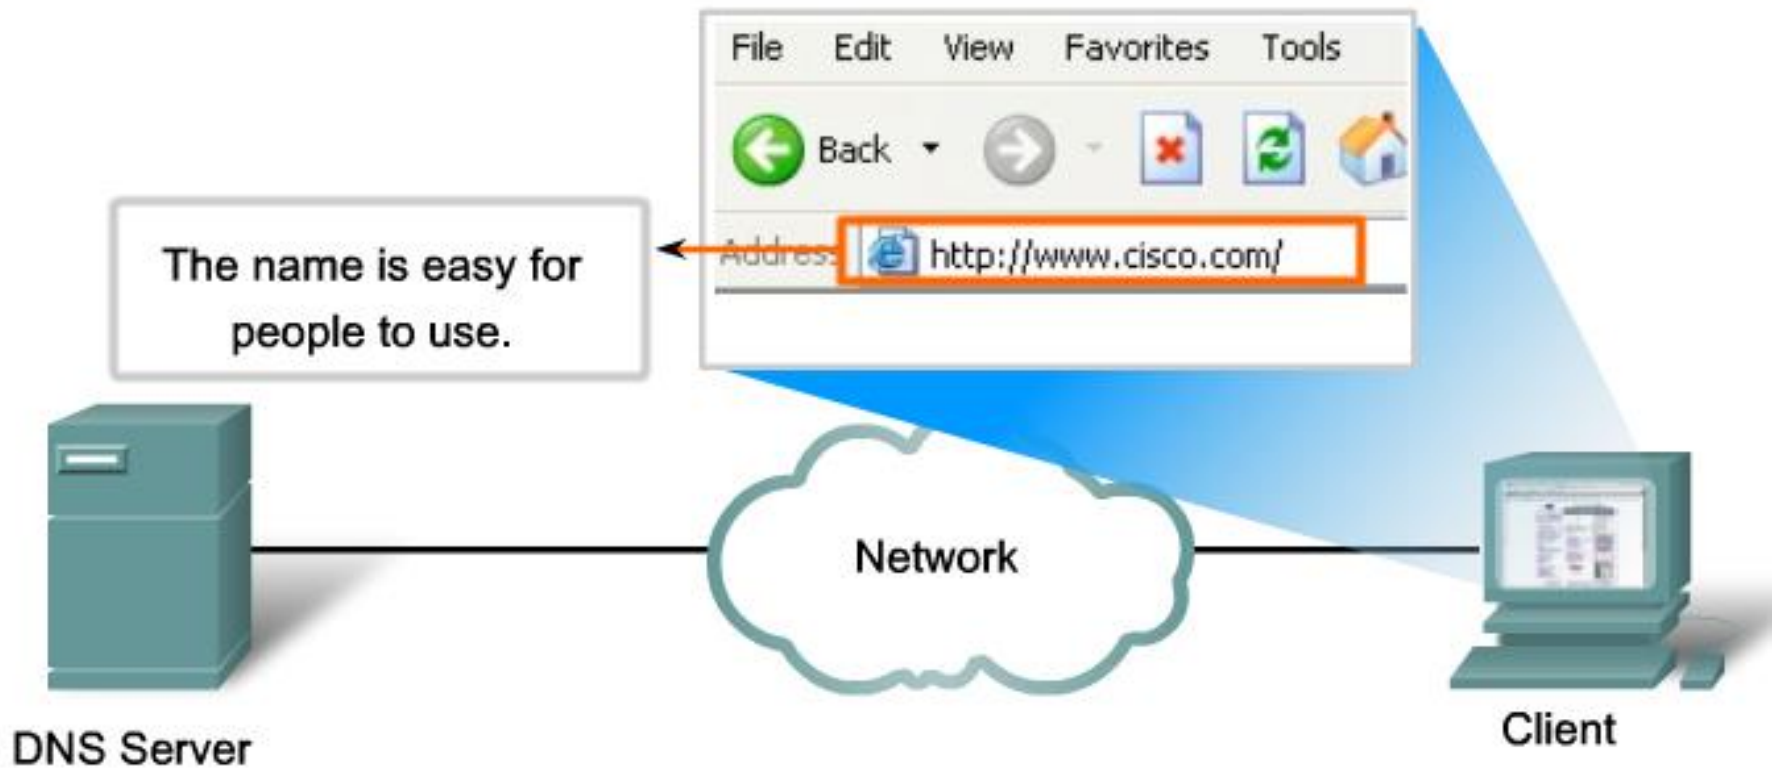 File Edit View Favorites Tools
Back
Address http://www.cisco.com/
The name is easy for
people to use.
Network
DNS Server
Client